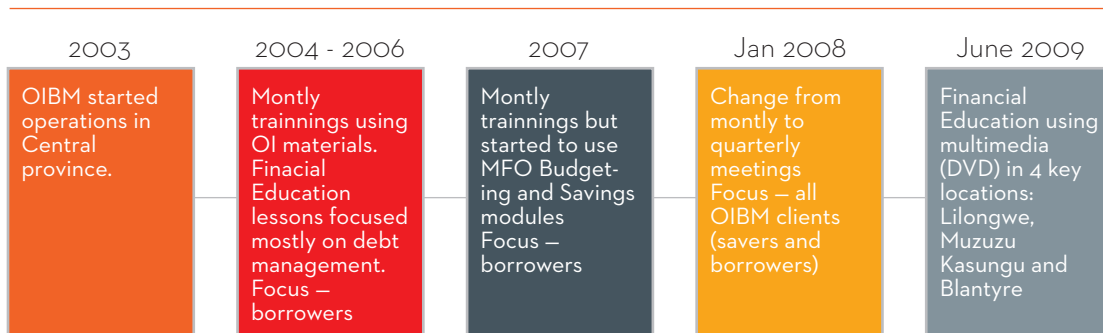 2003
OIBM started
operations in
Central
province.
2004 - 2006
Montly
trainnings using
OI materials.
Finacial
Education
lessons focused
mostly on debt
management.
Focus –
borrowers
2007
Montly
trainnings but
started to use
MFO Budget-
ing and Savings
modules
Focus –
borrowers
Jan 2008
Change from
montly to
quarterly
meetings
Focus – all
OIBM clients
(savers and
borrowers)
June 2009
Financial
Education using
multimedia
(DVD) in 4 key
locations:
Lilongwe,
Muzuzu
Kasungu and
Blantyre